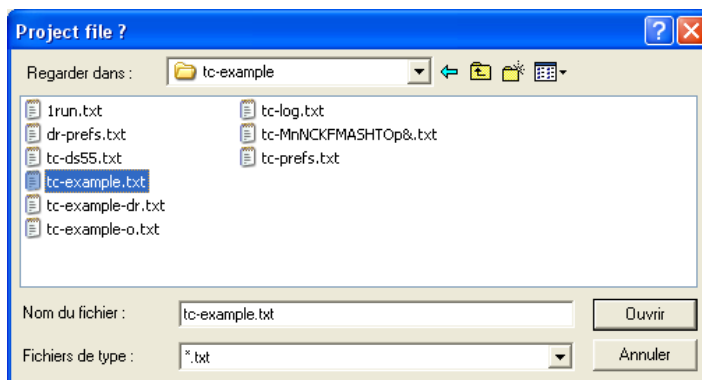 Project file ?
Regarder dans :
tc-example
1run.txt
dr-prefs.txt
tc-ds55.txt
tc-example.txt
tc-example-dr.txt
tc-example-o.txt
tc-log.txt
tc-MnNCKFMASHTOp&.txt
tc-prefs.txt
Nom du fichier :
tc-example.txt
Ouvrir
Fichiers de type :
*.txt
Annuler